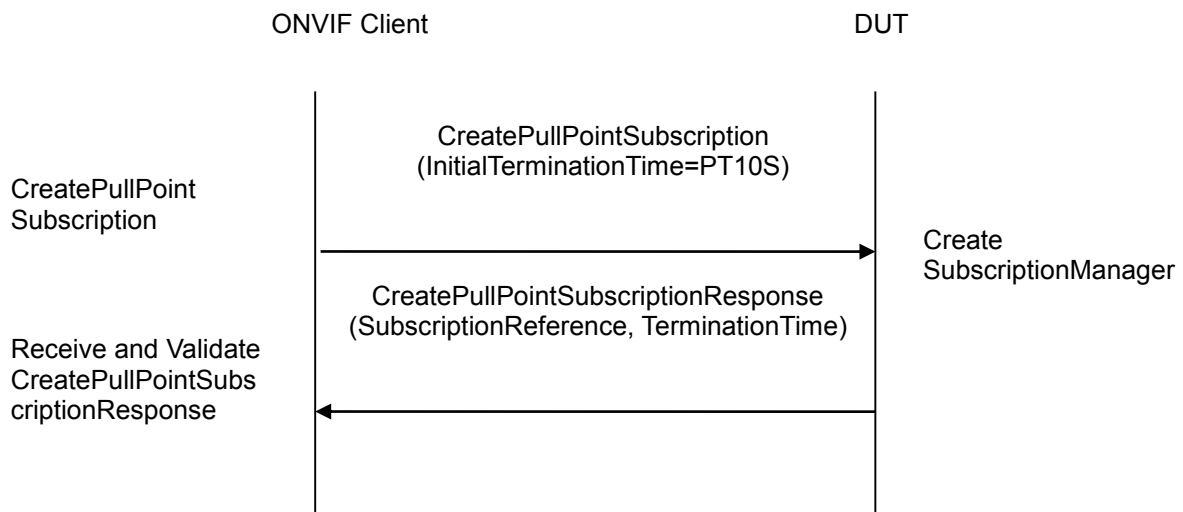 ONVIF Client
DUT
CreatePullPointSubscription
(InitialTerminationTime=PT10S)
CreatePullPoint
Subscription
Create
SubscriptionManager
CreatePullPointSubscriptionResponse
(SubscriptionReference, TerminationTime)
Receive and Validate
CreatePullPointSubs
criptionResponse